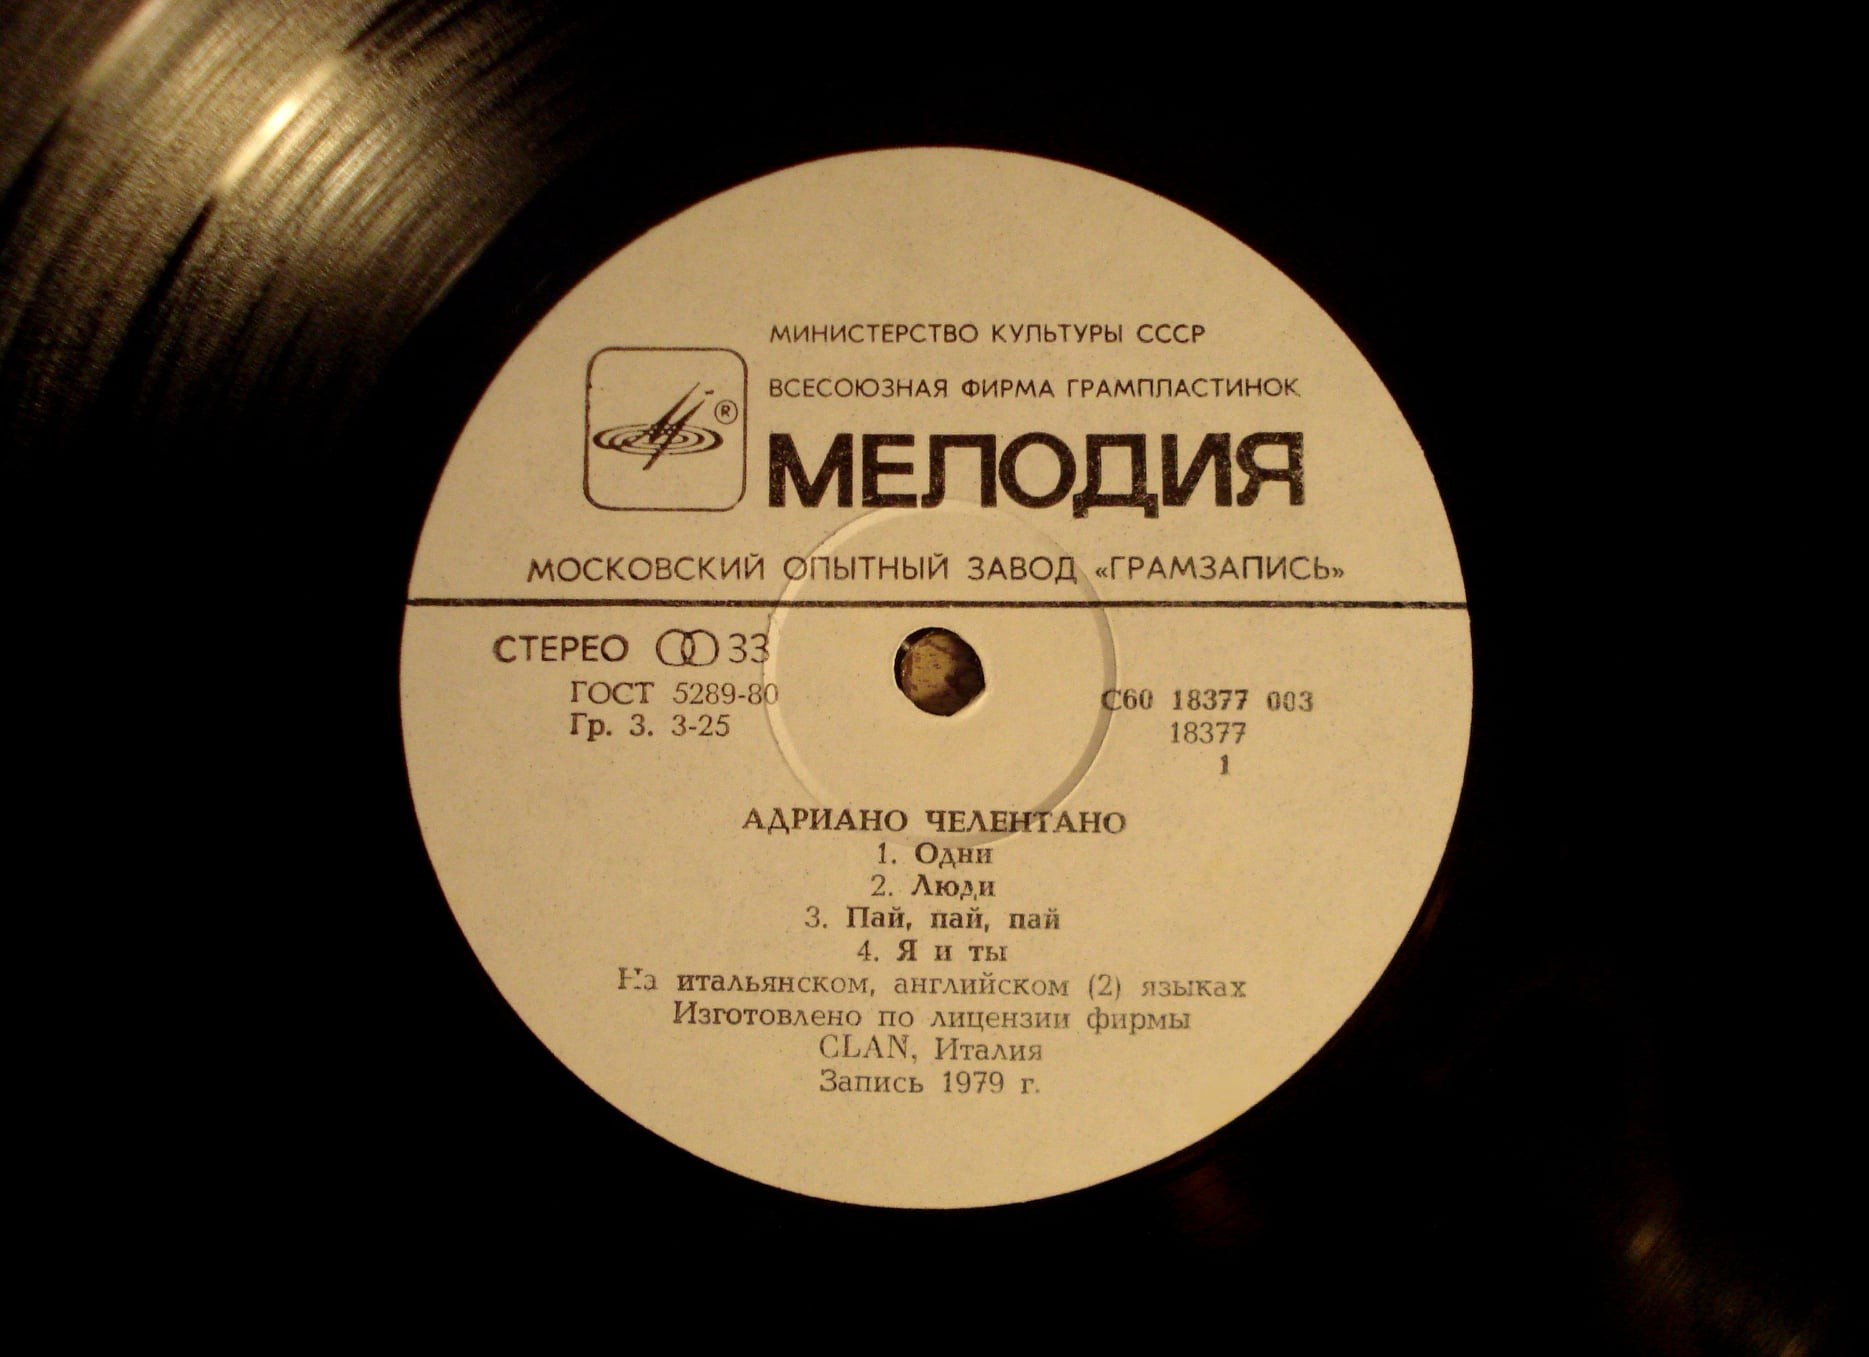 МИНИСТЕРСТВО КУЛЬТУРЫ СССР
ВСЕСОЮЗНАЯ ФИРМА ГРАМПЛАСТИНОК
®
МЕЛОДИЯ
МОСКОВСКИЙ ОПЫТНЫЙ ЗАВОД «ГРАМЗАПИСЬ»
СТЕРЕО 33
ГОСТ 5289-80
Гр. 3. 3-25
С60 18377 003
18377
1
АДРИАНО ЧЕЛЕНТАНО
1. Одни
2. Люди
3. Пай, пай, пай
4. Я и ты
На итальянском, английском (2) языках
Изготовлено по лицензии фирмы
CLAN, Италия
Запись 1979 г.